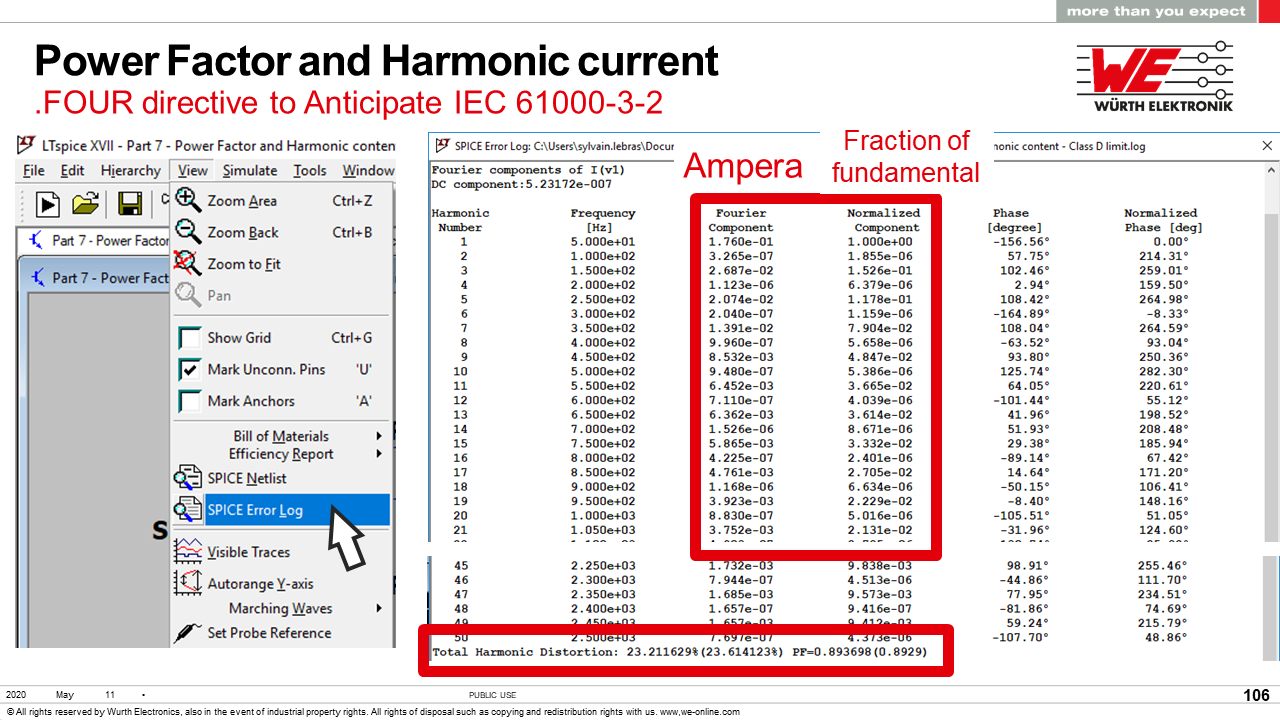 more than you expect
Power Factor and Harmonic current
.FOUR directive to Anticipate IEC 61000-3-2
WE
WÜRTH ELEKTRONIK
LTspice XVII - Part 7 - Power Factor and Harmonic conten
File Edit Hierarchy View Simulate Tools Window
Part 7 - Power Factor
Part 7 - Power Fact
Zoom Area Ctrl+Z
Zoom Back Ctrl+B
Zoom to Fit
Pan
Show Grid Ctrl+G
Mark Unconn. Pins 'U'
Mark Anchors 'A'
Bill of Materials
Efficiency Report
SPICE Netlist
SPICE Error Log
S
Visible Traces
Autorange Y-axis
Marching Waves
Set Probe Reference
SPICE Error Log: C:\Users\sylvain.lebras\Docu
nonic content - Class D limit.log
Ampera
Fraction of
fundamental
Fourier components of I(v1)
DC component:5.23172e-007
Harmonic Frequency Fourier Normalized Phase Normalized
Number [Hz] Component Component [degree] Phase [deg]
1 5.000e+01 1.760e-01 1.000e+00 -156.56° 0.00°
2 1.000e+02 3.265e-07 1.855e-06 57.75° 214.31°
3 1.500e+02 2.687e-02 1.526e-01 102.46° 259.01°
4 2.000e+02 1.123e-06 6.379e-06 2.94° 159.50°
5 2.500e+02 2.074e-02 1.178e-01 108.42° 264.98°
6 3.000e+02 2.040e-07 1.159e-06 -164.89° -8.33°
7 3.500e+02 1.391e-02 7.904e-02 108.04° 264.59°
8 4.000e+02 9.960e-07 5.658e-06 -63.52° 93.04°
9 4.500e+02 8.532e-03 4.847e-02 93.80° 250.36°
10 5.000e+02 9.480e-07 5.386e-06 125.74° 282.30°
11 5.500e+02 6.452e-03 3.665e-02 64.05° 220.61°
12 6.000e+02 7.110e-07 4.039e-06 -101.44° 55.12°
13 6.500e+02 6.362e-03 3.614e-02 41.96° 198.52°
14 7.000e+02 1.526e-06 8.671e-06 51.93° 208.48°
15 7.500e+02 5.865e-03 3.332e-02 29.38° 185.94°
16 8.000e+02 4.225e-07 2.401e-06 -89.14° 67.42°
17 8.500e+02 4.761e-03 2.705e-02 14.64° 171.20°
18 9.000e+02 1.168e-06 6.634e-06 -50.15° 106.41°
19 9.500e+02 3.923e-03 2.229e-02 -8.40° 148.16°
20 1.000e+03 8.830e-07 5.016e-06 -105.51° 51.05°
21 1.050e+03 3.752e-03 2.131e-02 -31.96° 124.60°
45 2.250e+03 1.732e-03 9.838e-03 98.91° 255.46°
46 2.300e+03 7.944e-07 4.513e-06 -44.86° 111.70°
47 2.350e+03 1.685e-03 9.573e-03 77.95° 234.51°
48 2.400e+03 1.657e-07 9.416e-07 -81.86° 74.69°
49 2.450e+03 1.657e-03 9.412e-03 59.24° 215.79°
50 2.500e+03 7.697e-07 4.373e-06 -107.70° 48.86°
Total Harmonic Distortion: 23.211629%(23.614123%) PF=0.893698(0.8929)
2020 May 11 •
PUBLIC USE
106
© All rights reserved by Wurth Electronics, also in the event of industrial property rights. All rights of disposal such as copying and redistribution rights with us. www,we-online.com